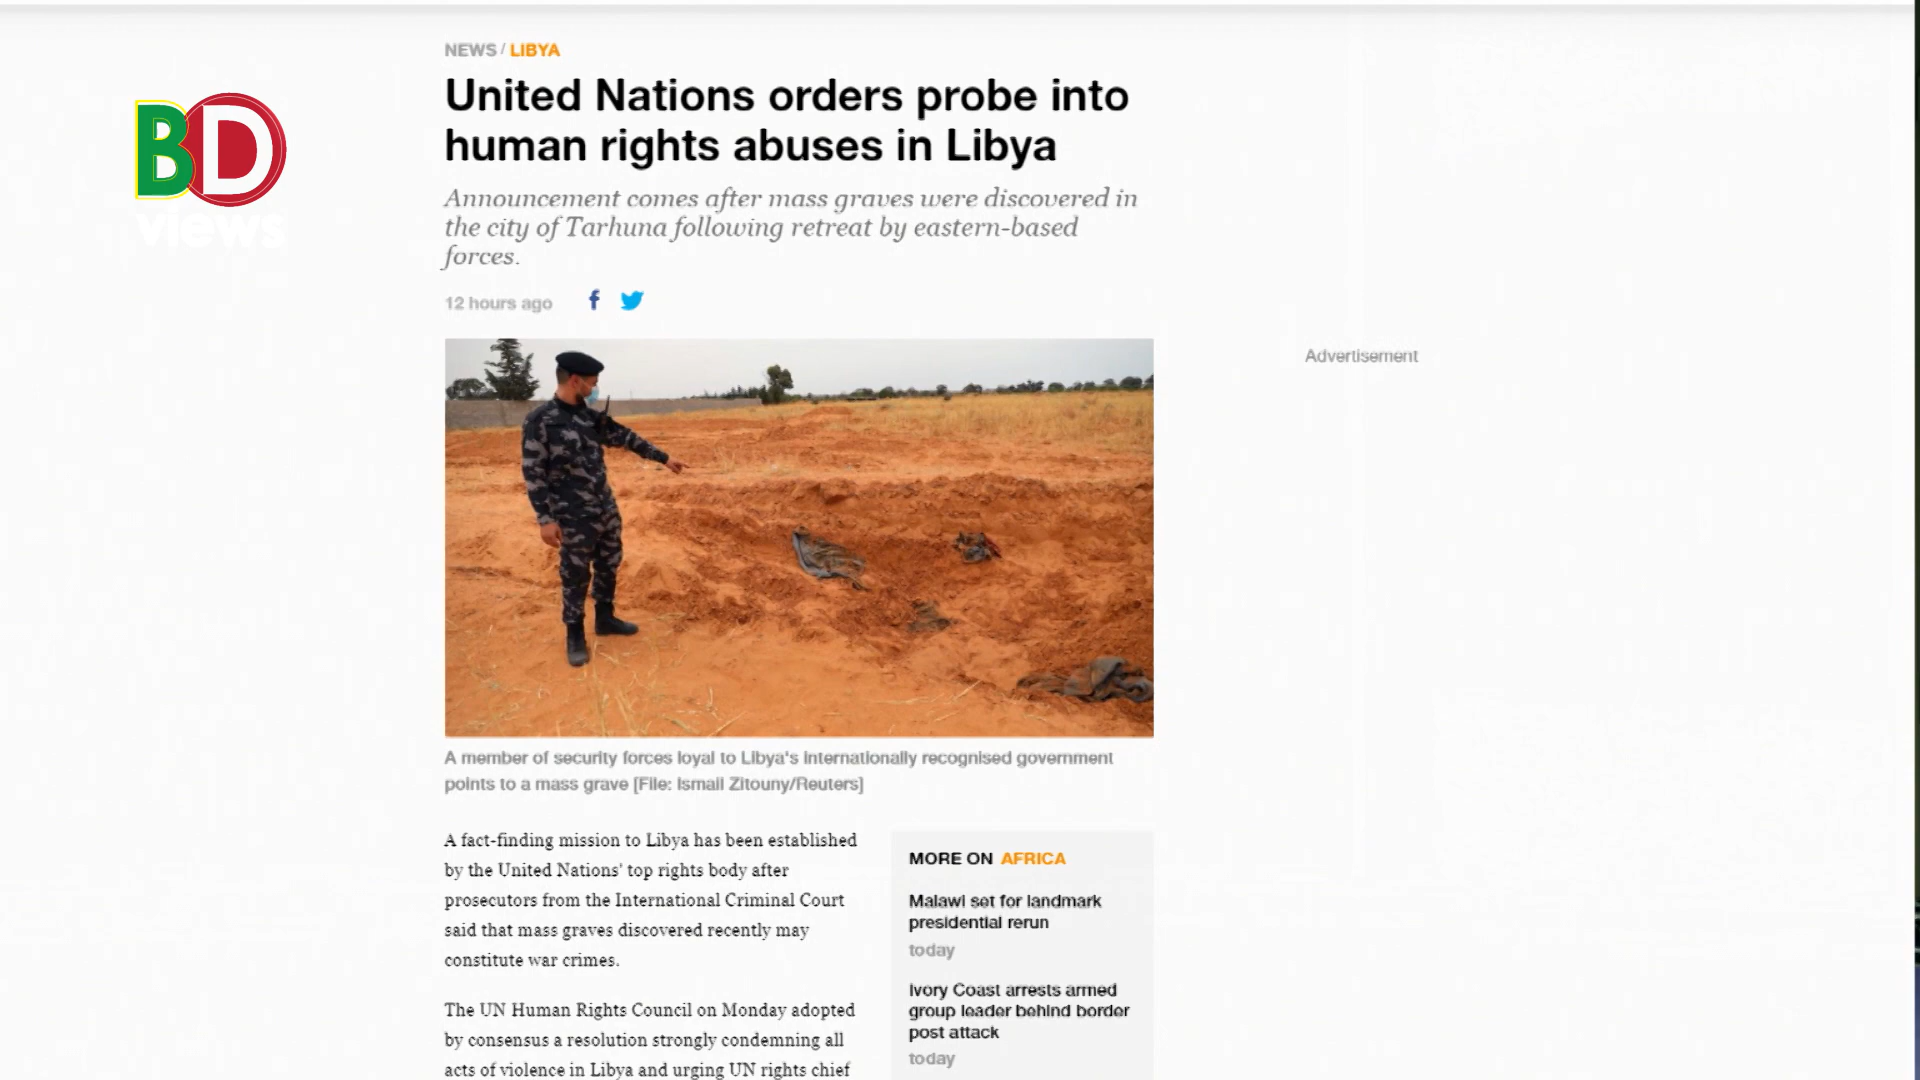 NEWS / LIBYA
BD
views
United Nations orders probe into
human rights abuses in Libya
Announcement comes after mass graves were discovered in
the city of Tarhuna following retreat by eastern-based
forces.
12 hours ago
Advertisement
A member of security forces loyal to Libya's internationally recognised government
points to a mass grave [File: Ismail Zitouny/Reuters]
A fact-finding mission to Libya has been established
by the United Nations' top rights body after
prosecutors from the International Criminal Court
said that mass graves discovered recently may
constitute war crimes.
The UN Human Rights Council on Monday adopted
by consensus a resolution strongly condemning all
acts of violence in Libya and urging UN rights chief
MORE ON AFRICA
Malawi set for landmark
presidential rerun
today
Ivory Coast arrests armed
group leader behind border
post attack
today